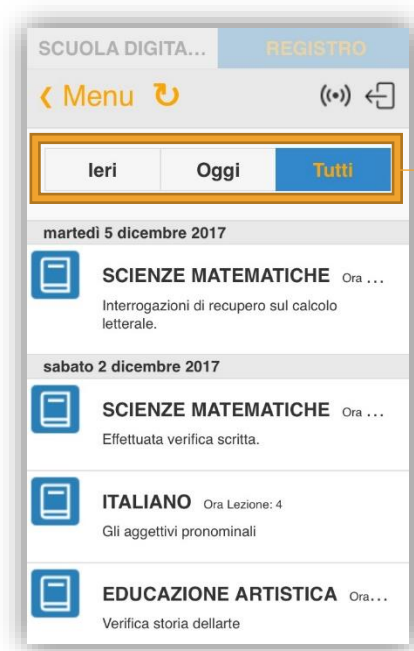 SCUOLA DIGITA... REGISTRO
Menu
Ieri Oggi Tutti
martedì 5 dicembre 2017
SCIENZE MATEMATICHE Ora ...
Interrogazioni di recupero sul calcolo
letterale.
sabato 2 dicembre 2017
SCIENZE MATEMATICHE Ora ...
Effettuata verifica scritta.
ITALIANO Ora Lezione: 4
Gli aggettivi pronominali
EDUCAZIONE ARTISTICA Ora...
Verifica storia dellarte